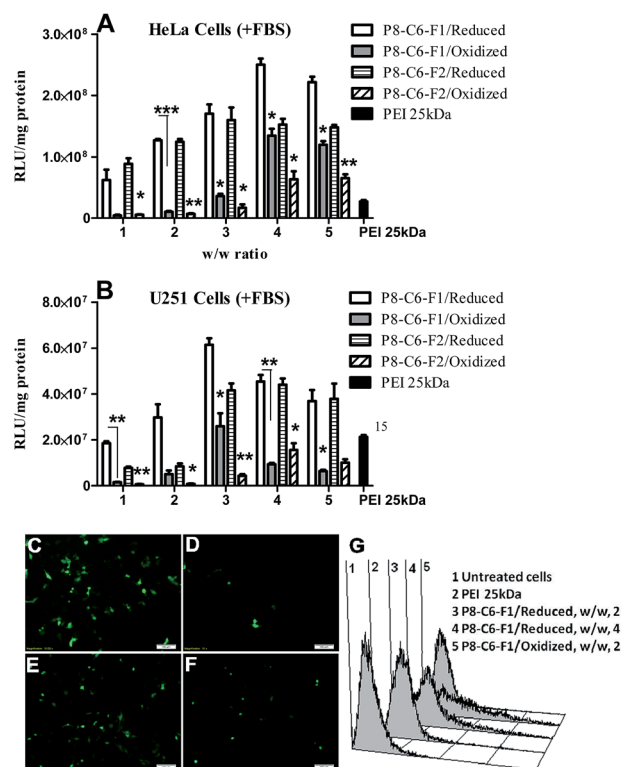 A
HeLa Cells (+FBS)
P8-C6-F1/Reduced
P8-C6-F1/Oxidized
P8-C6-F2/Reduced
P8-C6-F2/Oxidized
PEI 25kDa
RLU/mg protein
3.0×10⁸
2.0×10⁸
1.0×10⁸
0
*** * ** * * * * * **
1 2 3 4 5 PEI 25kDa
w/w ratio
B
U251 Cells (+FBS)
P8-C6-F1/Reduced
P8-C6-F1/Oxidized
P8-C6-F2/Reduced
P8-C6-F2/Oxidized
PEI 25kDa
RLU/mg protein
8.0×10⁷
6.0×10⁷
4.0×10⁷
2.0×10⁷
0
** ** * * ** ** * *
15
1 2 3 4 5 PEI 25kDa
C
D
E
F
G
1 2 3 4 5
1 Untreated cells
2 PEI 25kDa
3 P8-C6-F1/Reduced, w/w, 2
4 P8-C6-F1/Reduced, w/w, 4
5 P8-C6-F1/Oxidized, w/w, 2